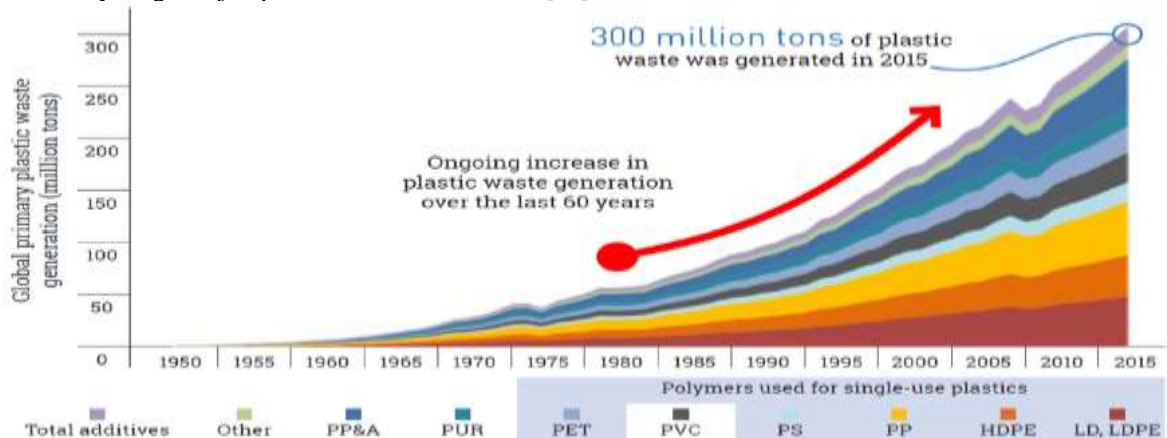 300 million tons of plastic
waste was generated in 2015
Ongoing increase in
plastic waste generation
over the last 60 years
Global primary plastic waste
generation (million tons)
300
250
200
150
100
50
0
1950 1955 1960 1965 1970 1975 1980 1985 1990 1995 2000 2005 2010 2015
Polymers used for single-use plastics
Total additives Other PP&A PUR PET PVC PS PP HDPE LD, LDPE